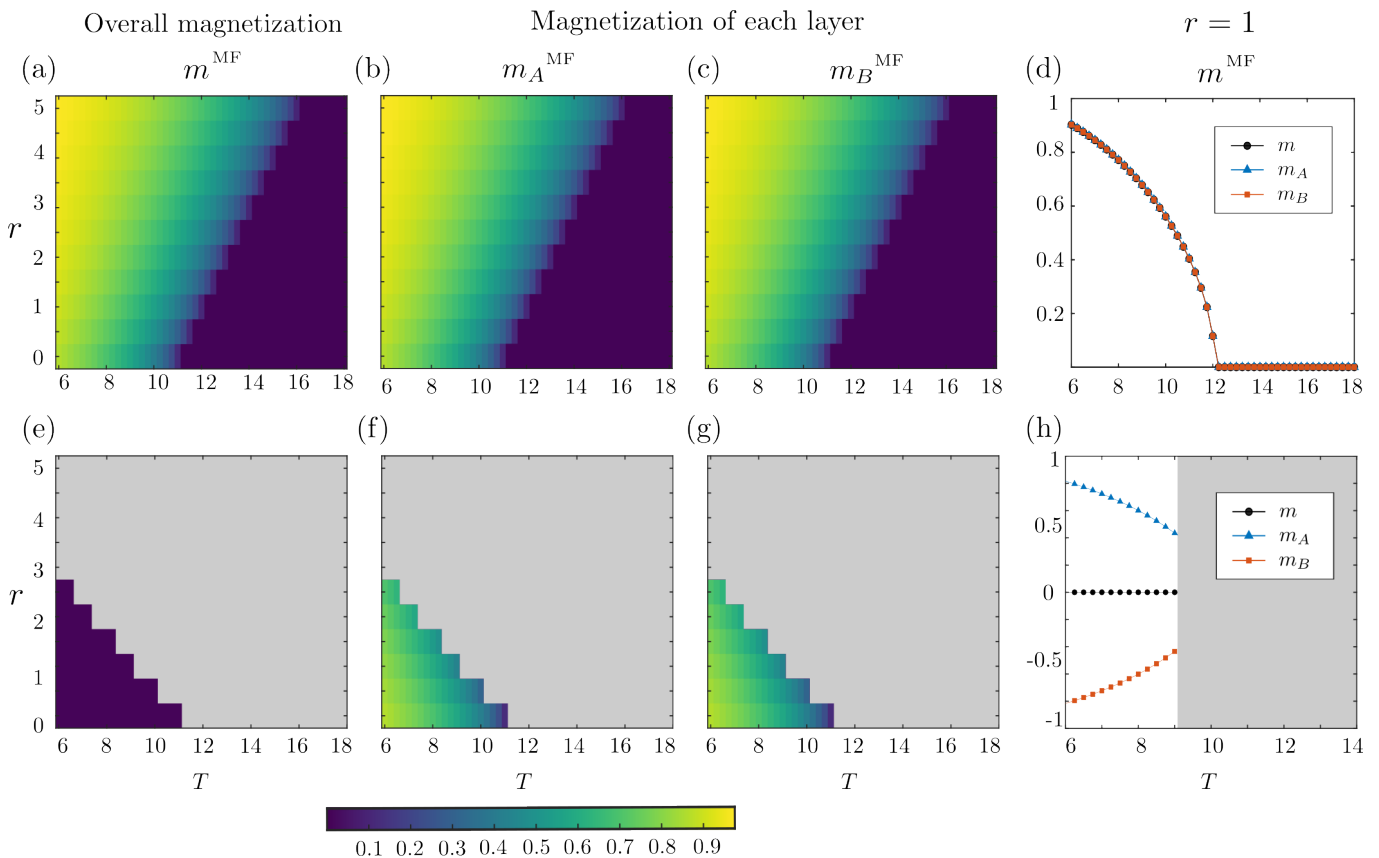 Overall magnetization
Magnetization of each layer
r = 1
(a) m^MF
(b) m_A^MF
(c) m_B^MF
(d) m^MF
r
5
4
3
2
1
0
6 8 10 12 14 16 18
6 8 10 12 14 16 18
6 8 10 12 14 16 18
1
0.8
0.6
0.4
0.2
m
m_A
m_B
6 8 10 12 14 16 18
(e)
(f)
(g)
(h)
r
5
4
3
2
1
0
6 8 10 12 14 16 18
T
5
4
3
2
1
0
6 8 10 12 14 16 18
T
5
4
3
2
1
0
6 8 10 12 14 16 18
T
1
0.5
0
-0.5
-1
m
m_A
m_B
6 8 10 12 14
T
0.1 0.2 0.3 0.4 0.5 0.6 0.7 0.8 0.9